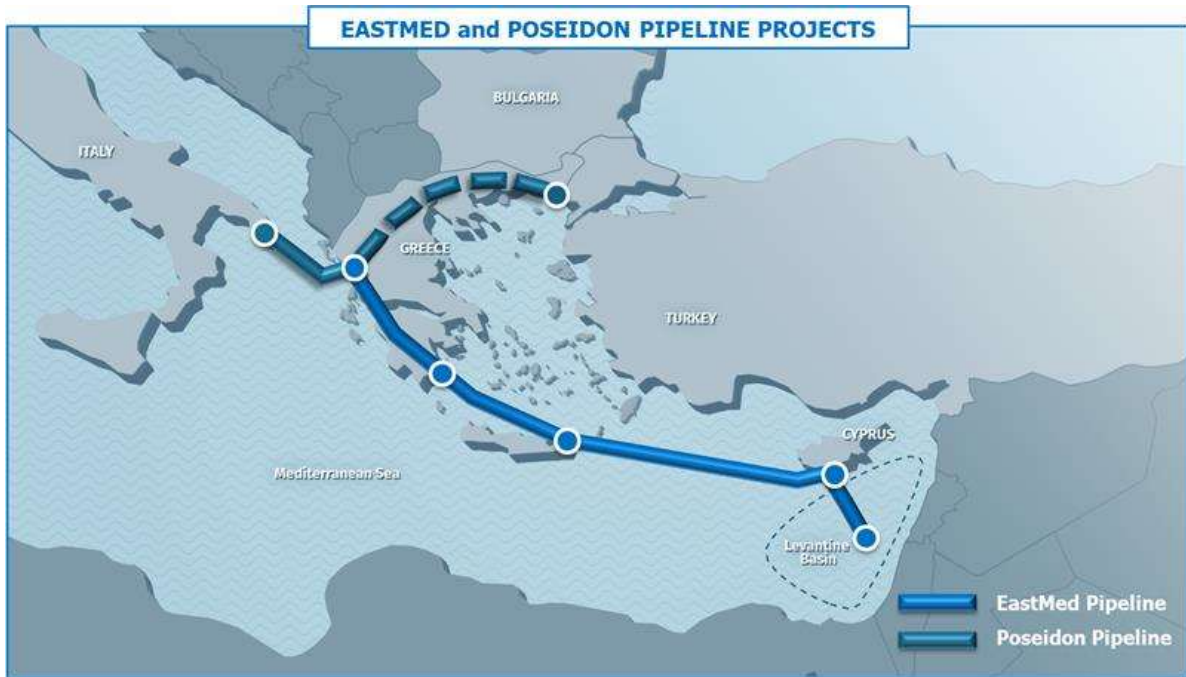 EASTMED and POSEIDON PIPELINE PROJECTS
BULGARIA
ITALY
GREECE
TURKEY
CYPRUS
Mediterranean Sea
Levantine
Basin
EastMed Pipeline
Poseidon Pipeline